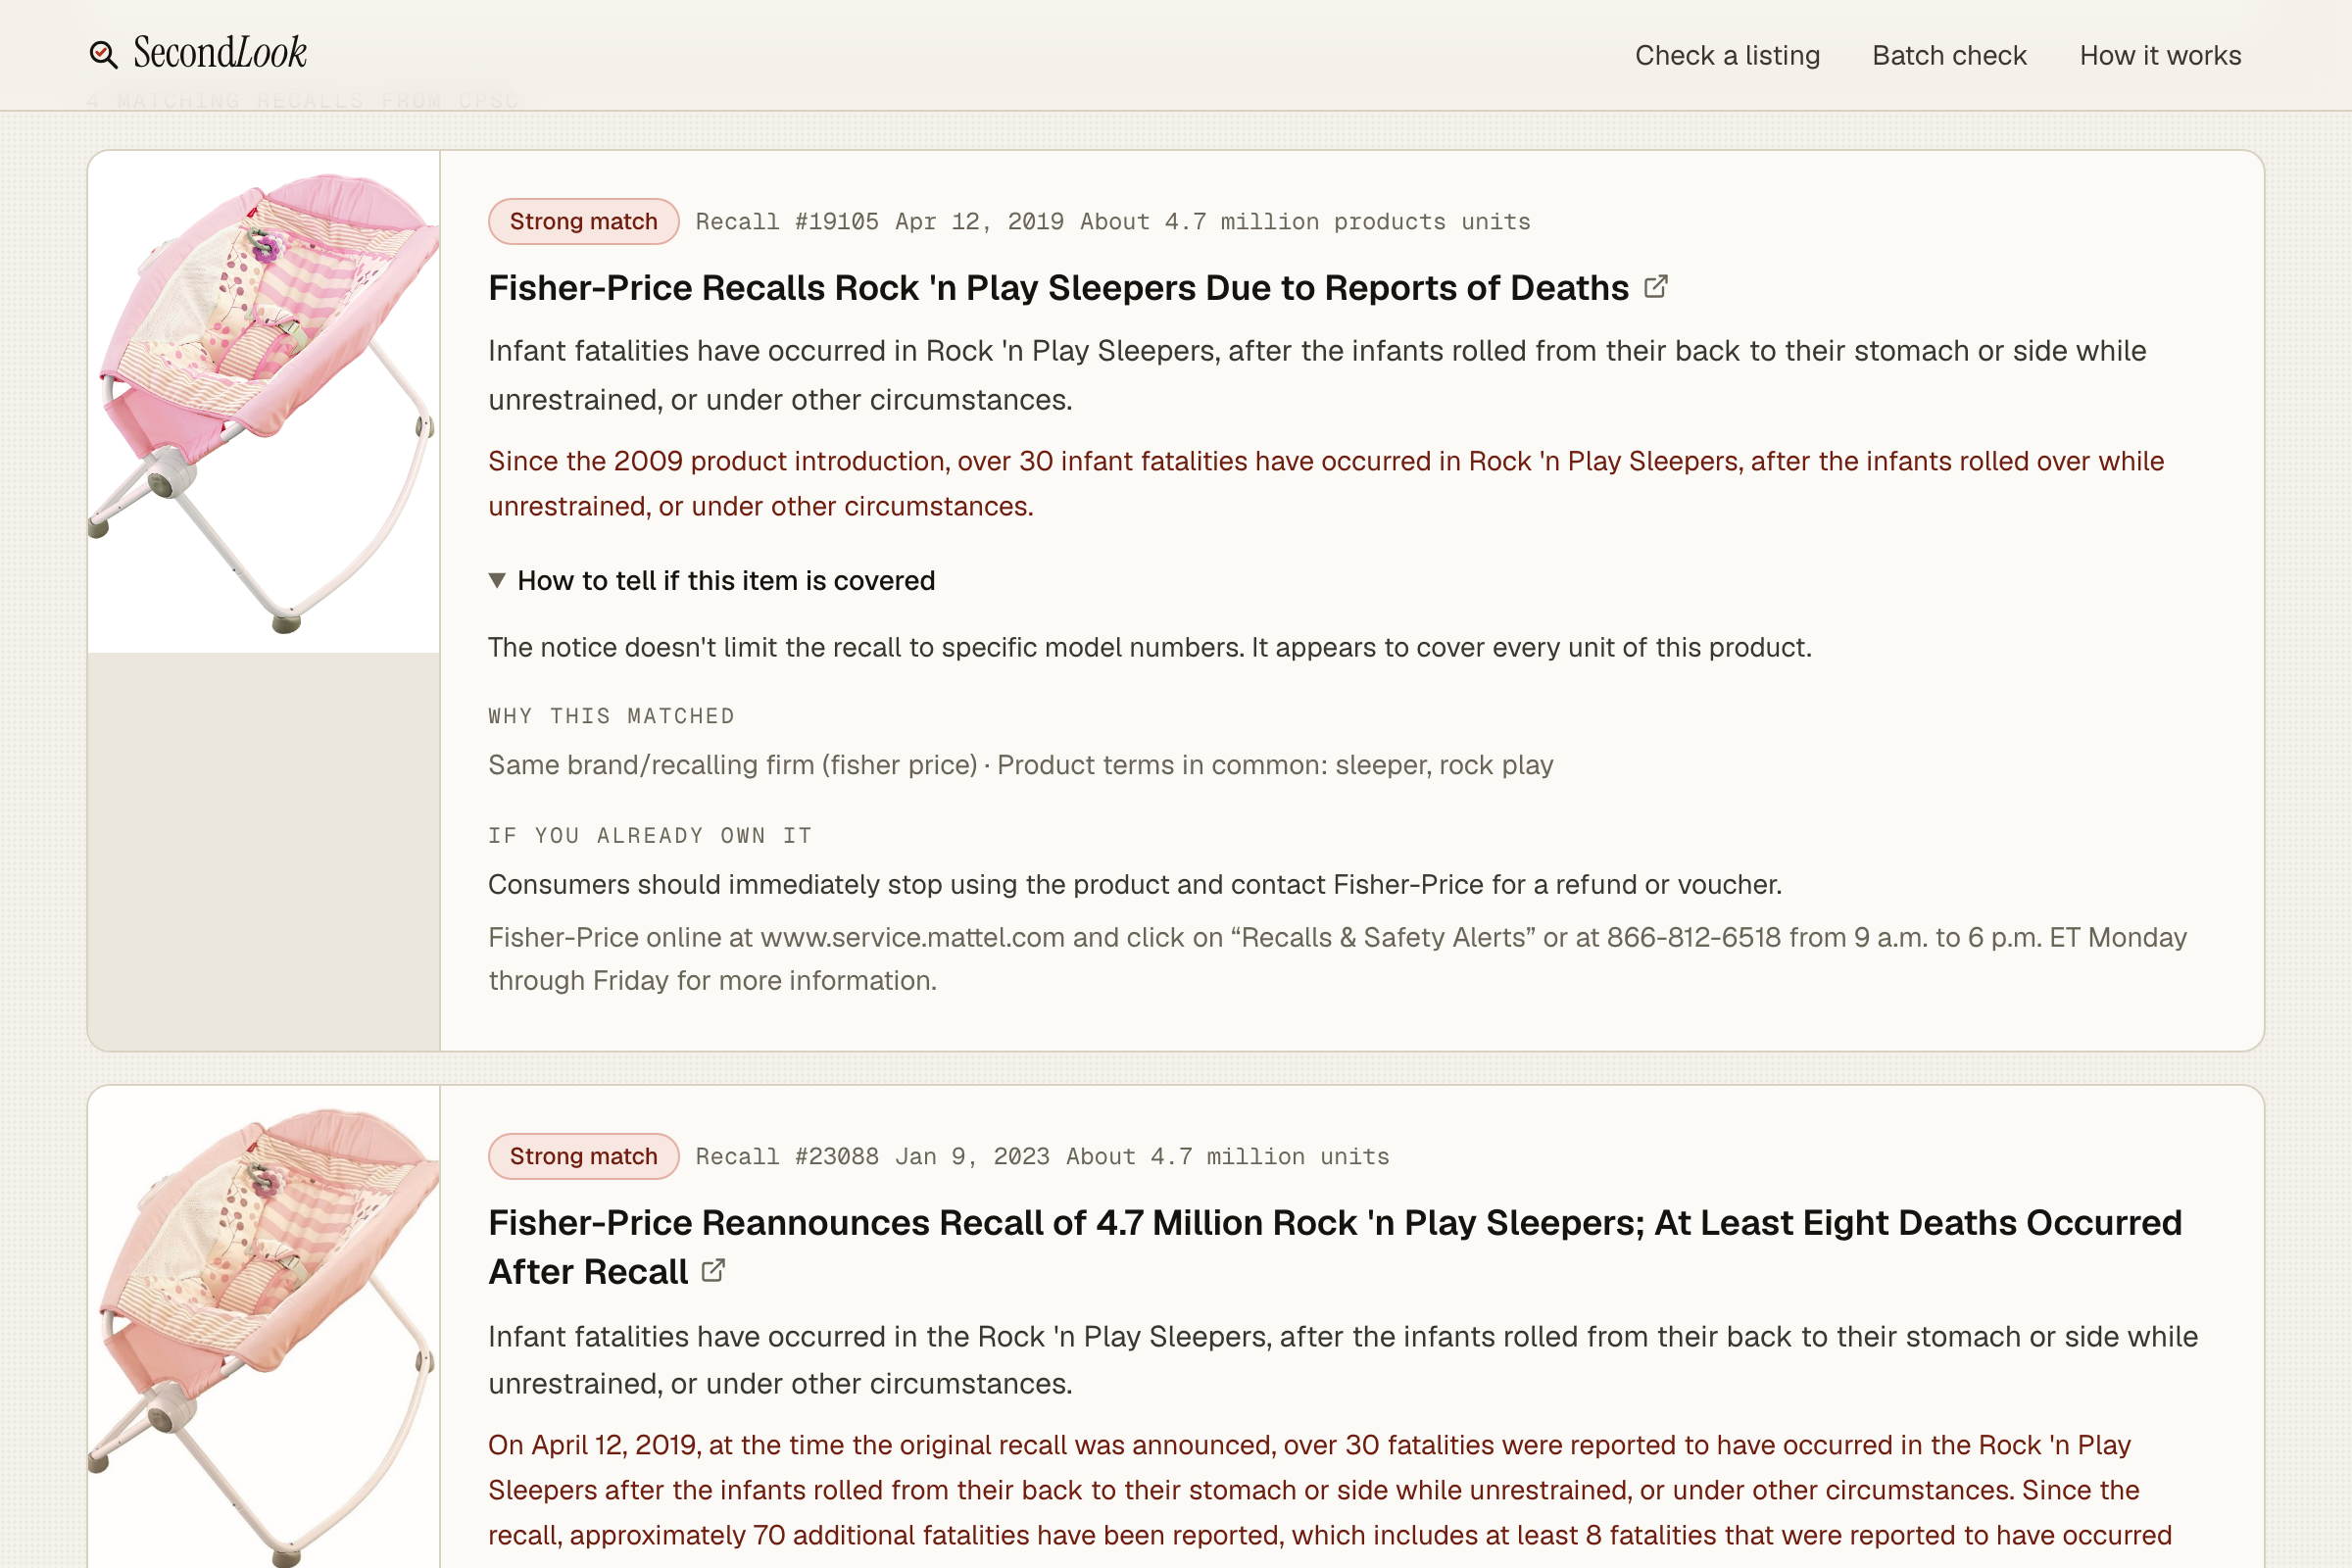 SecondLook
Check a listing
Batch check
How it works
4 MATCHING RECALLS FROM CPSC
Strong match
Recall #19105 Apr 12, 2019 About 4.7 million products units
Fisher-Price Recalls Rock 'n Play Sleepers Due to Reports of Deaths
Infant fatalities have occurred in Rock 'n Play Sleepers, after the infants rolled from their back to their stomach or side while
unrestrained, or under other circumstances.
Since the 2009 product introduction, over 30 infant fatalities have occurred in Rock 'n Play Sleepers, after the infants rolled over while
unrestrained, or under other circumstances.
How to tell if this item is covered
The notice doesn't limit the recall to specific model numbers. It appears to cover every unit of this product.
WHY THIS MATCHED
Same brand/recalling firm (fisher price) · Product terms in common: sleeper, rock play
IF YOU ALREADY OWN IT
Consumers should immediately stop using the product and contact Fisher-Price for a refund or voucher.
Fisher-Price online at www.service.mattel.com and click on “Recalls & Safety Alerts” or at 866-812-6518 from 9 a.m. to 6 p.m. ET Monday
through Friday for more information.
Strong match
Recall #23088 Jan 9, 2023 About 4.7 million units
Fisher-Price Reannounces Recall of 4.7 Million Rock 'n Play Sleepers; At Least Eight Deaths Occurred
After Recall
Infant fatalities have occurred in the Rock 'n Play Sleepers, after the infants rolled from their back to their stomach or side while
unrestrained, or under other circumstances.
On April 12, 2019, at the time the original recall was announced, over 30 fatalities were reported to have occurred in the Rock 'n Play
Sleepers after the infants rolled from their back to their stomach or side while unrestrained, or under other circumstances. Since the
recall, approximately 70 additional fatalities have been reported, which includes at least 8 fatalities that were reported to have occurred